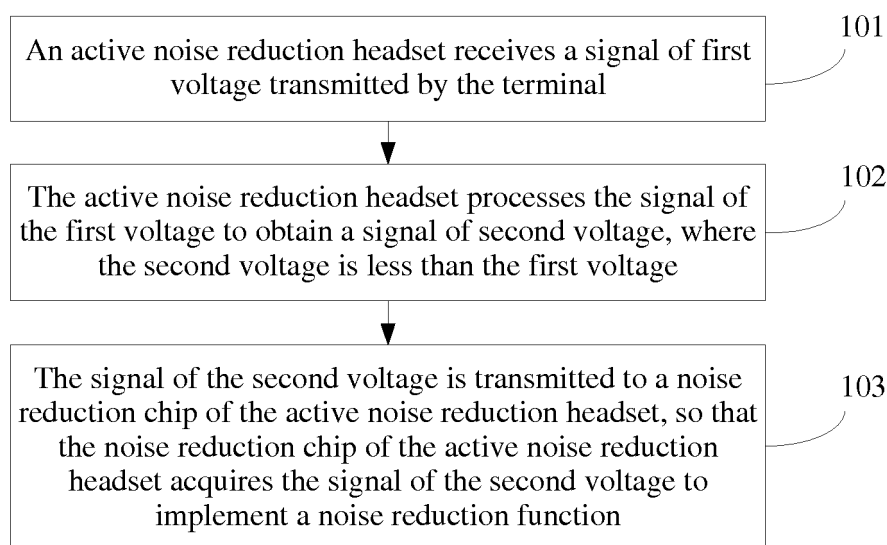 An active noise reduction headset receives a signal of first
voltage transmitted by the terminal
101
The active noise reduction headset processes the signal of
the first voltage to obtain a signal of second voltage, where
the second voltage is less than the first voltage
102
The signal of the second voltage is transmitted to a noise
reduction chip of the active noise reduction headset, so that
the noise reduction chip of the active noise reduction
headset acquires the signal of the second voltage to
implement a noise reduction function
103